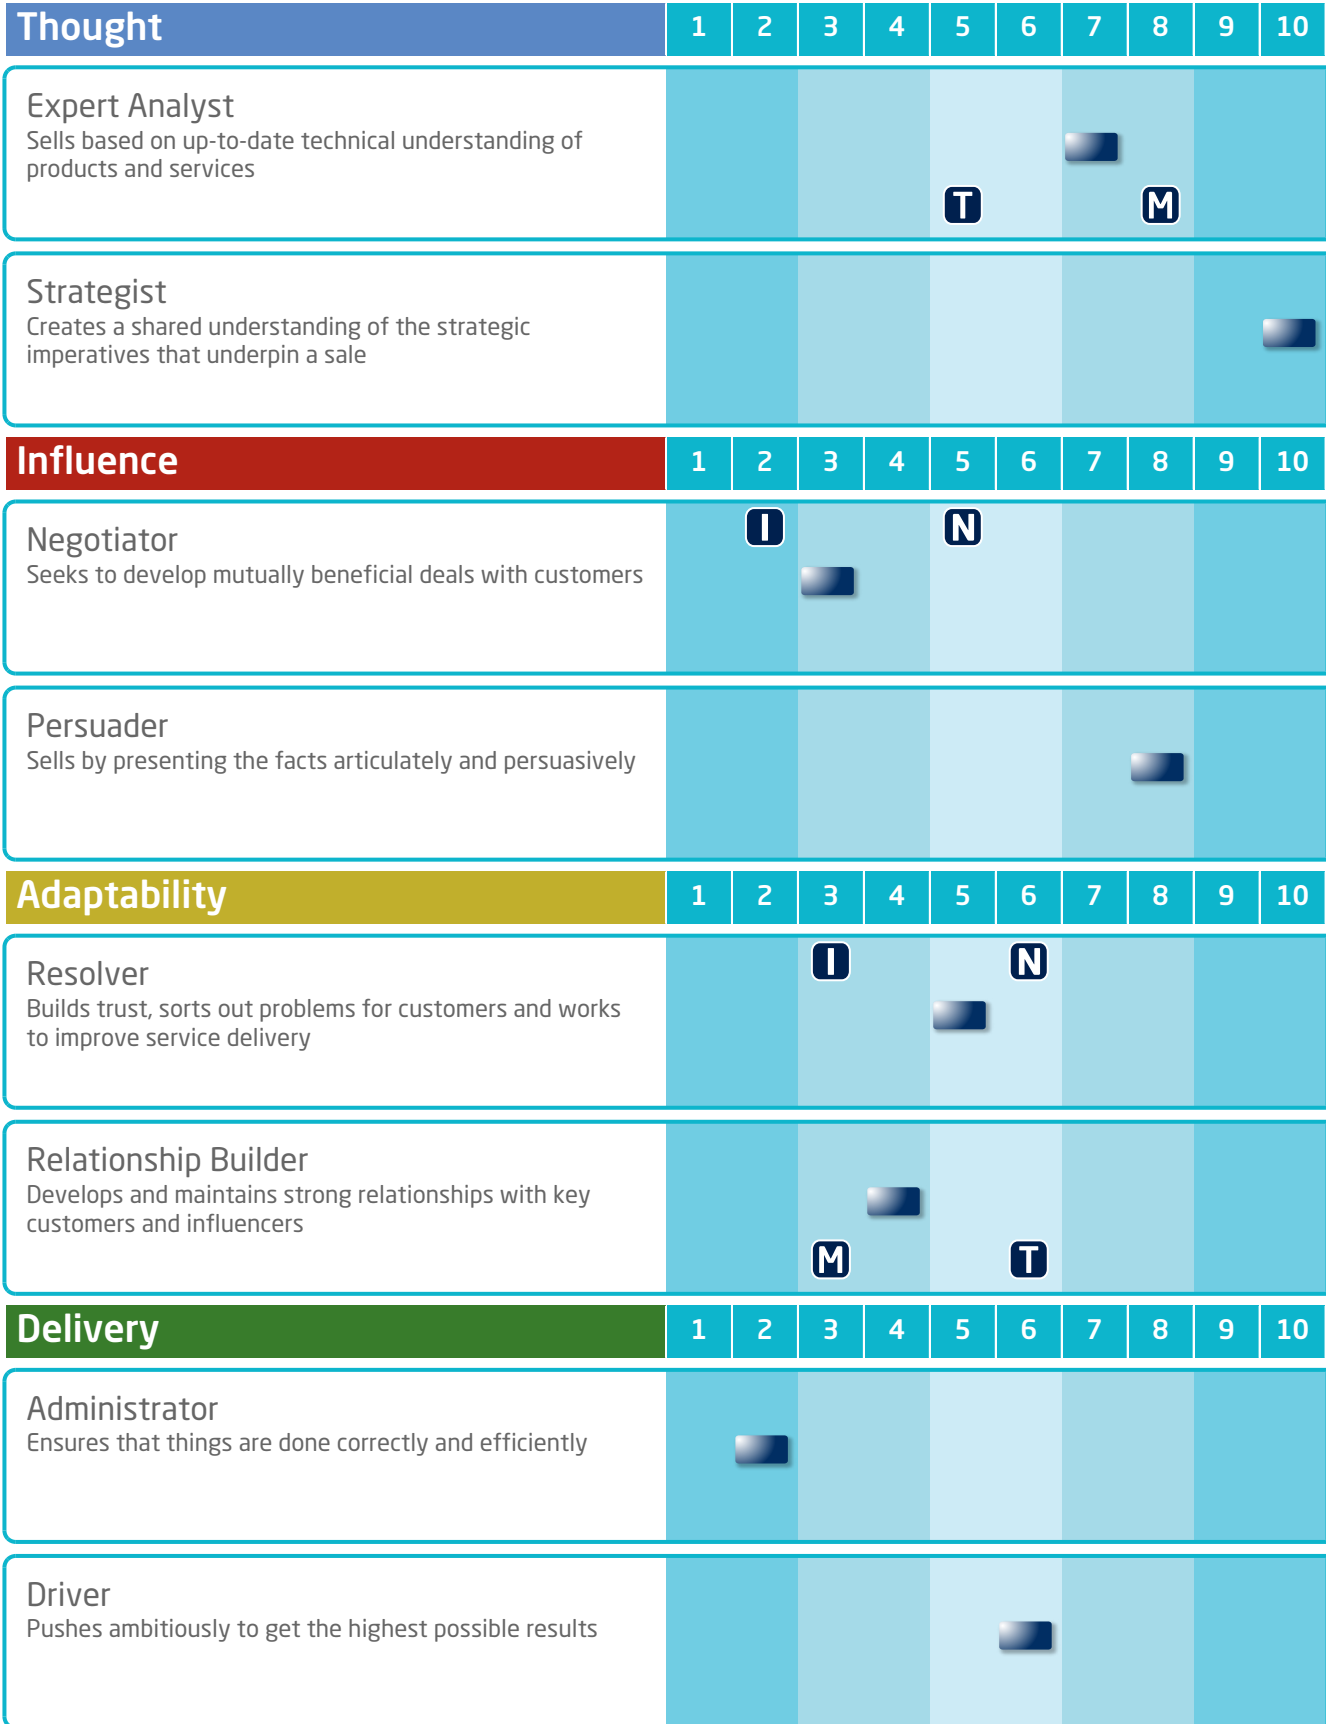 Thought 1 2 3 4 5 6 7 8 9 10
Expert Analyst
Sells based on up-to-date technical understanding of
products and services
T M
Strategist
Creates a shared understanding of the strategic
imperatives that underpin a sale
Influence 1 2 3 4 5 6 7 8 9 10
I N
Negotiator
Seeks to develop mutually beneficial deals with customers
Persuader
Sells by presenting the facts articulately and persuasively
Adaptability 1 2 3 4 5 6 7 8 9 10
I N
Resolver
Builds trust, sorts out problems for customers and works
to improve service delivery
Relationship Builder
Develops and maintains strong relationships with key
customers and influencers
M T
Delivery 1 2 3 4 5 6 7 8 9 10
Administrator
Ensures that things are done correctly and efficiently
Driver
Pushes ambitiously to get the highest possible results